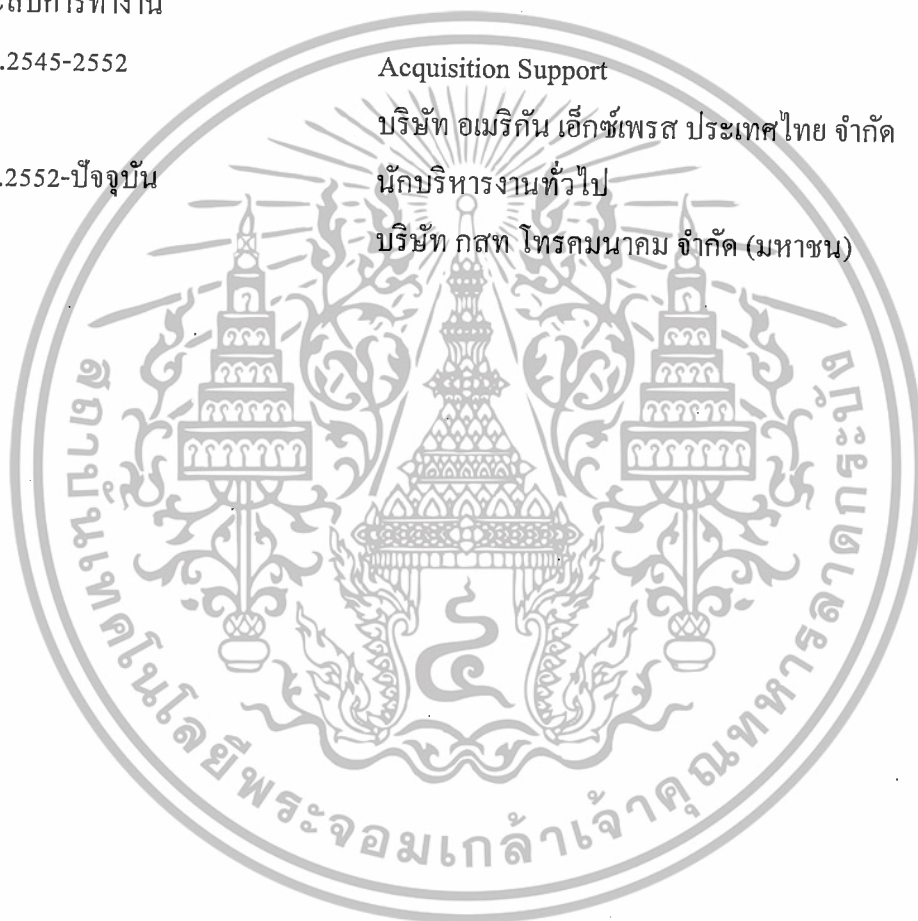 .2545-2552 Acquisition Support
บริษัท อเมริกัน เอ็กซ์เพรส ประเทศไทย จำกัด
.2552-ปัจจุบัน นักบริหารงานทั่วไป
บริษัท กสท โทรคมนาคม จำกัด (มหาชน)
สถาบันเทคโนโลยีพระจอมเกล้าเจ้าคุณทหารลาดกระบัง